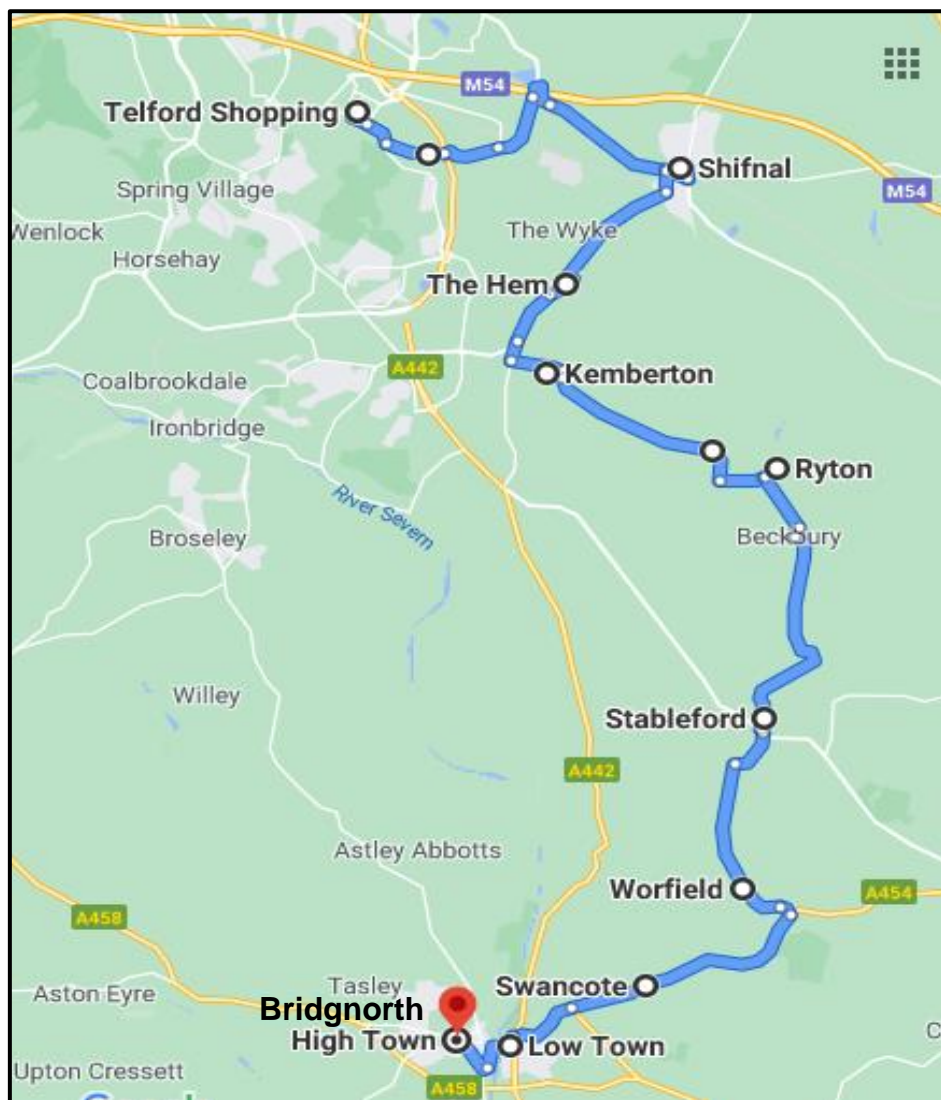 M54
Telford Shopping
Shifnal
Spring Village
M54
Wenlock
The Wyke
Horsehay
The Hem
A442
Kemberton
Coalbrookdale
Ironbridge
Ryton
River Severn
Broseley
Beckbury
Willey
Stableford
A442
Astley Abbotts
Worfield
A454
A458
Swancote
Tasley
Aston Eyre
Bridgnorth
High Town
Low Town
C
Upton Cressett
A458